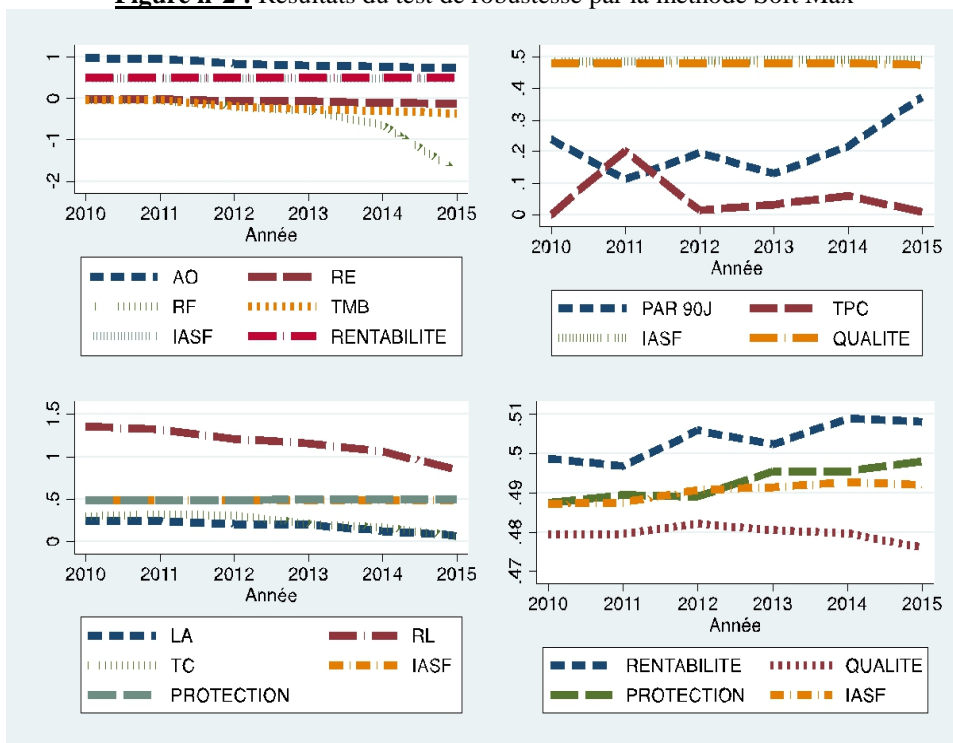 Figure n°2 : Résultats du test de robustesse par la méthode Soft Max
1
0
-1
-2
2010 2011 2012 2013 2014 2015
Année
AO RE
RF TMB
IASF RENTABILITE
.5
.4
.3
.2
.1
0
2010 2011 2012 2013 2014 2015
Année
PAR 90J TPC
IASF QUALITE
1.5
1
.5
0
2010 2011 2012 2013 2014 2015
Année
LA RL
TC IASF
PROTECTION
.51
.5
.49
.48
.47
2010 2011 2012 2013 2014 2015
Année
RENTABILITE QUALITE
PROTECTION IASF